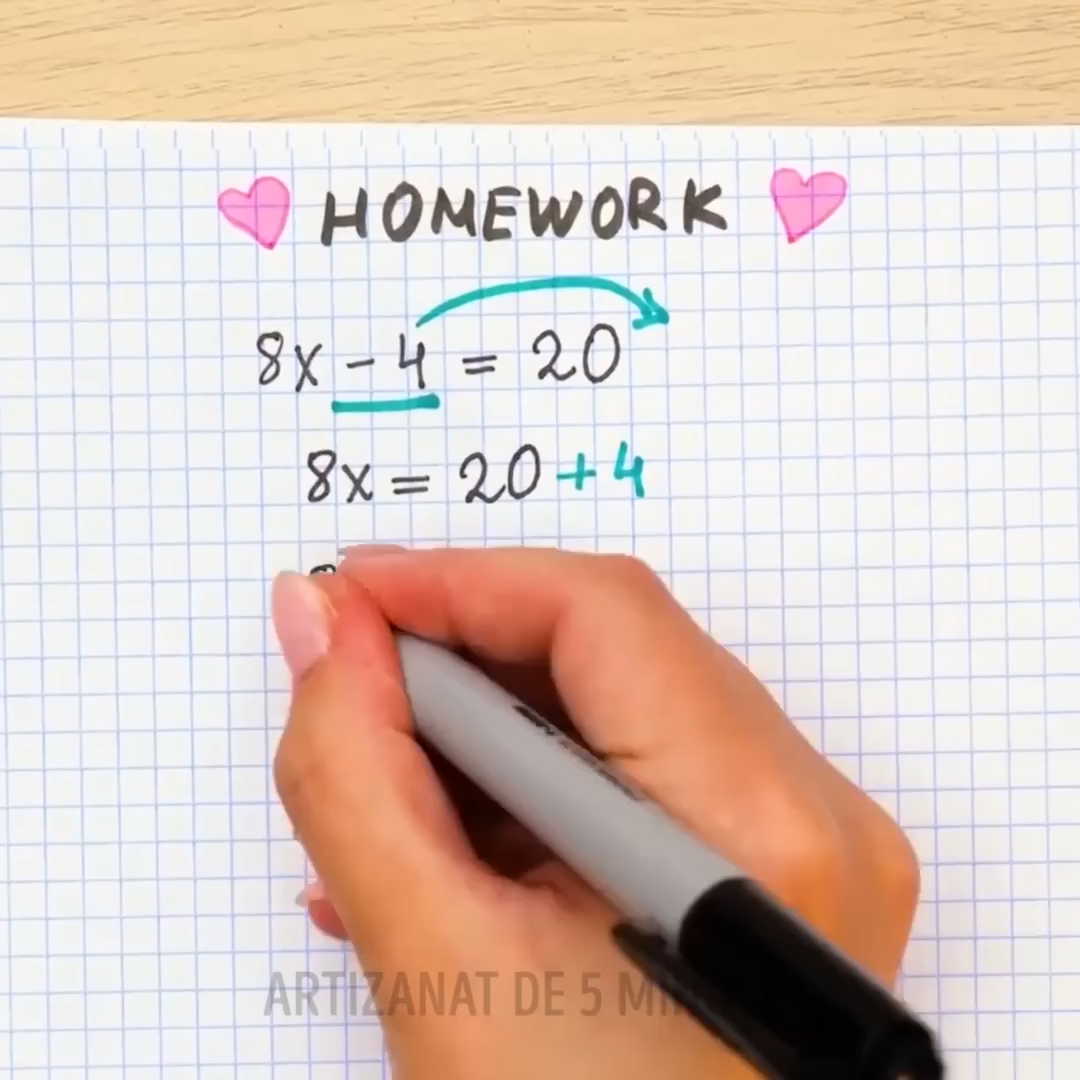 HOMEWORK
8x - 4 = 20
8x = 20 + 4
ARTIZANAT DE 5